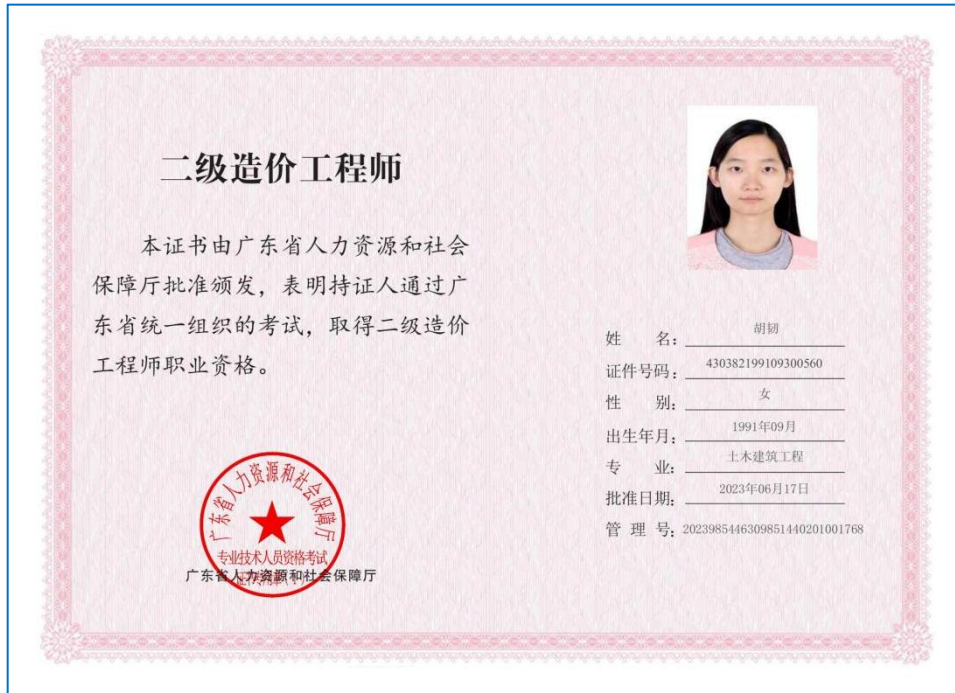 二级造价工程师
本证书由广东省人力资源和社会
保障厅批准颁发，表明持证人通过广
东省统一组织的考试，取得二级造价
工程师职业资格。
广东省人力资源和社会保障厅
专业技术人员资格考试
广东省人力资源和社会保障厅
姓 名： 胡韧
证件号码： 430382199109300560
性 别： 女
出生年月： 1991年09月
专 业： 土木建筑工程
批准日期： 2023年06月17日
管 理 号： 20239854463098514402010017​68